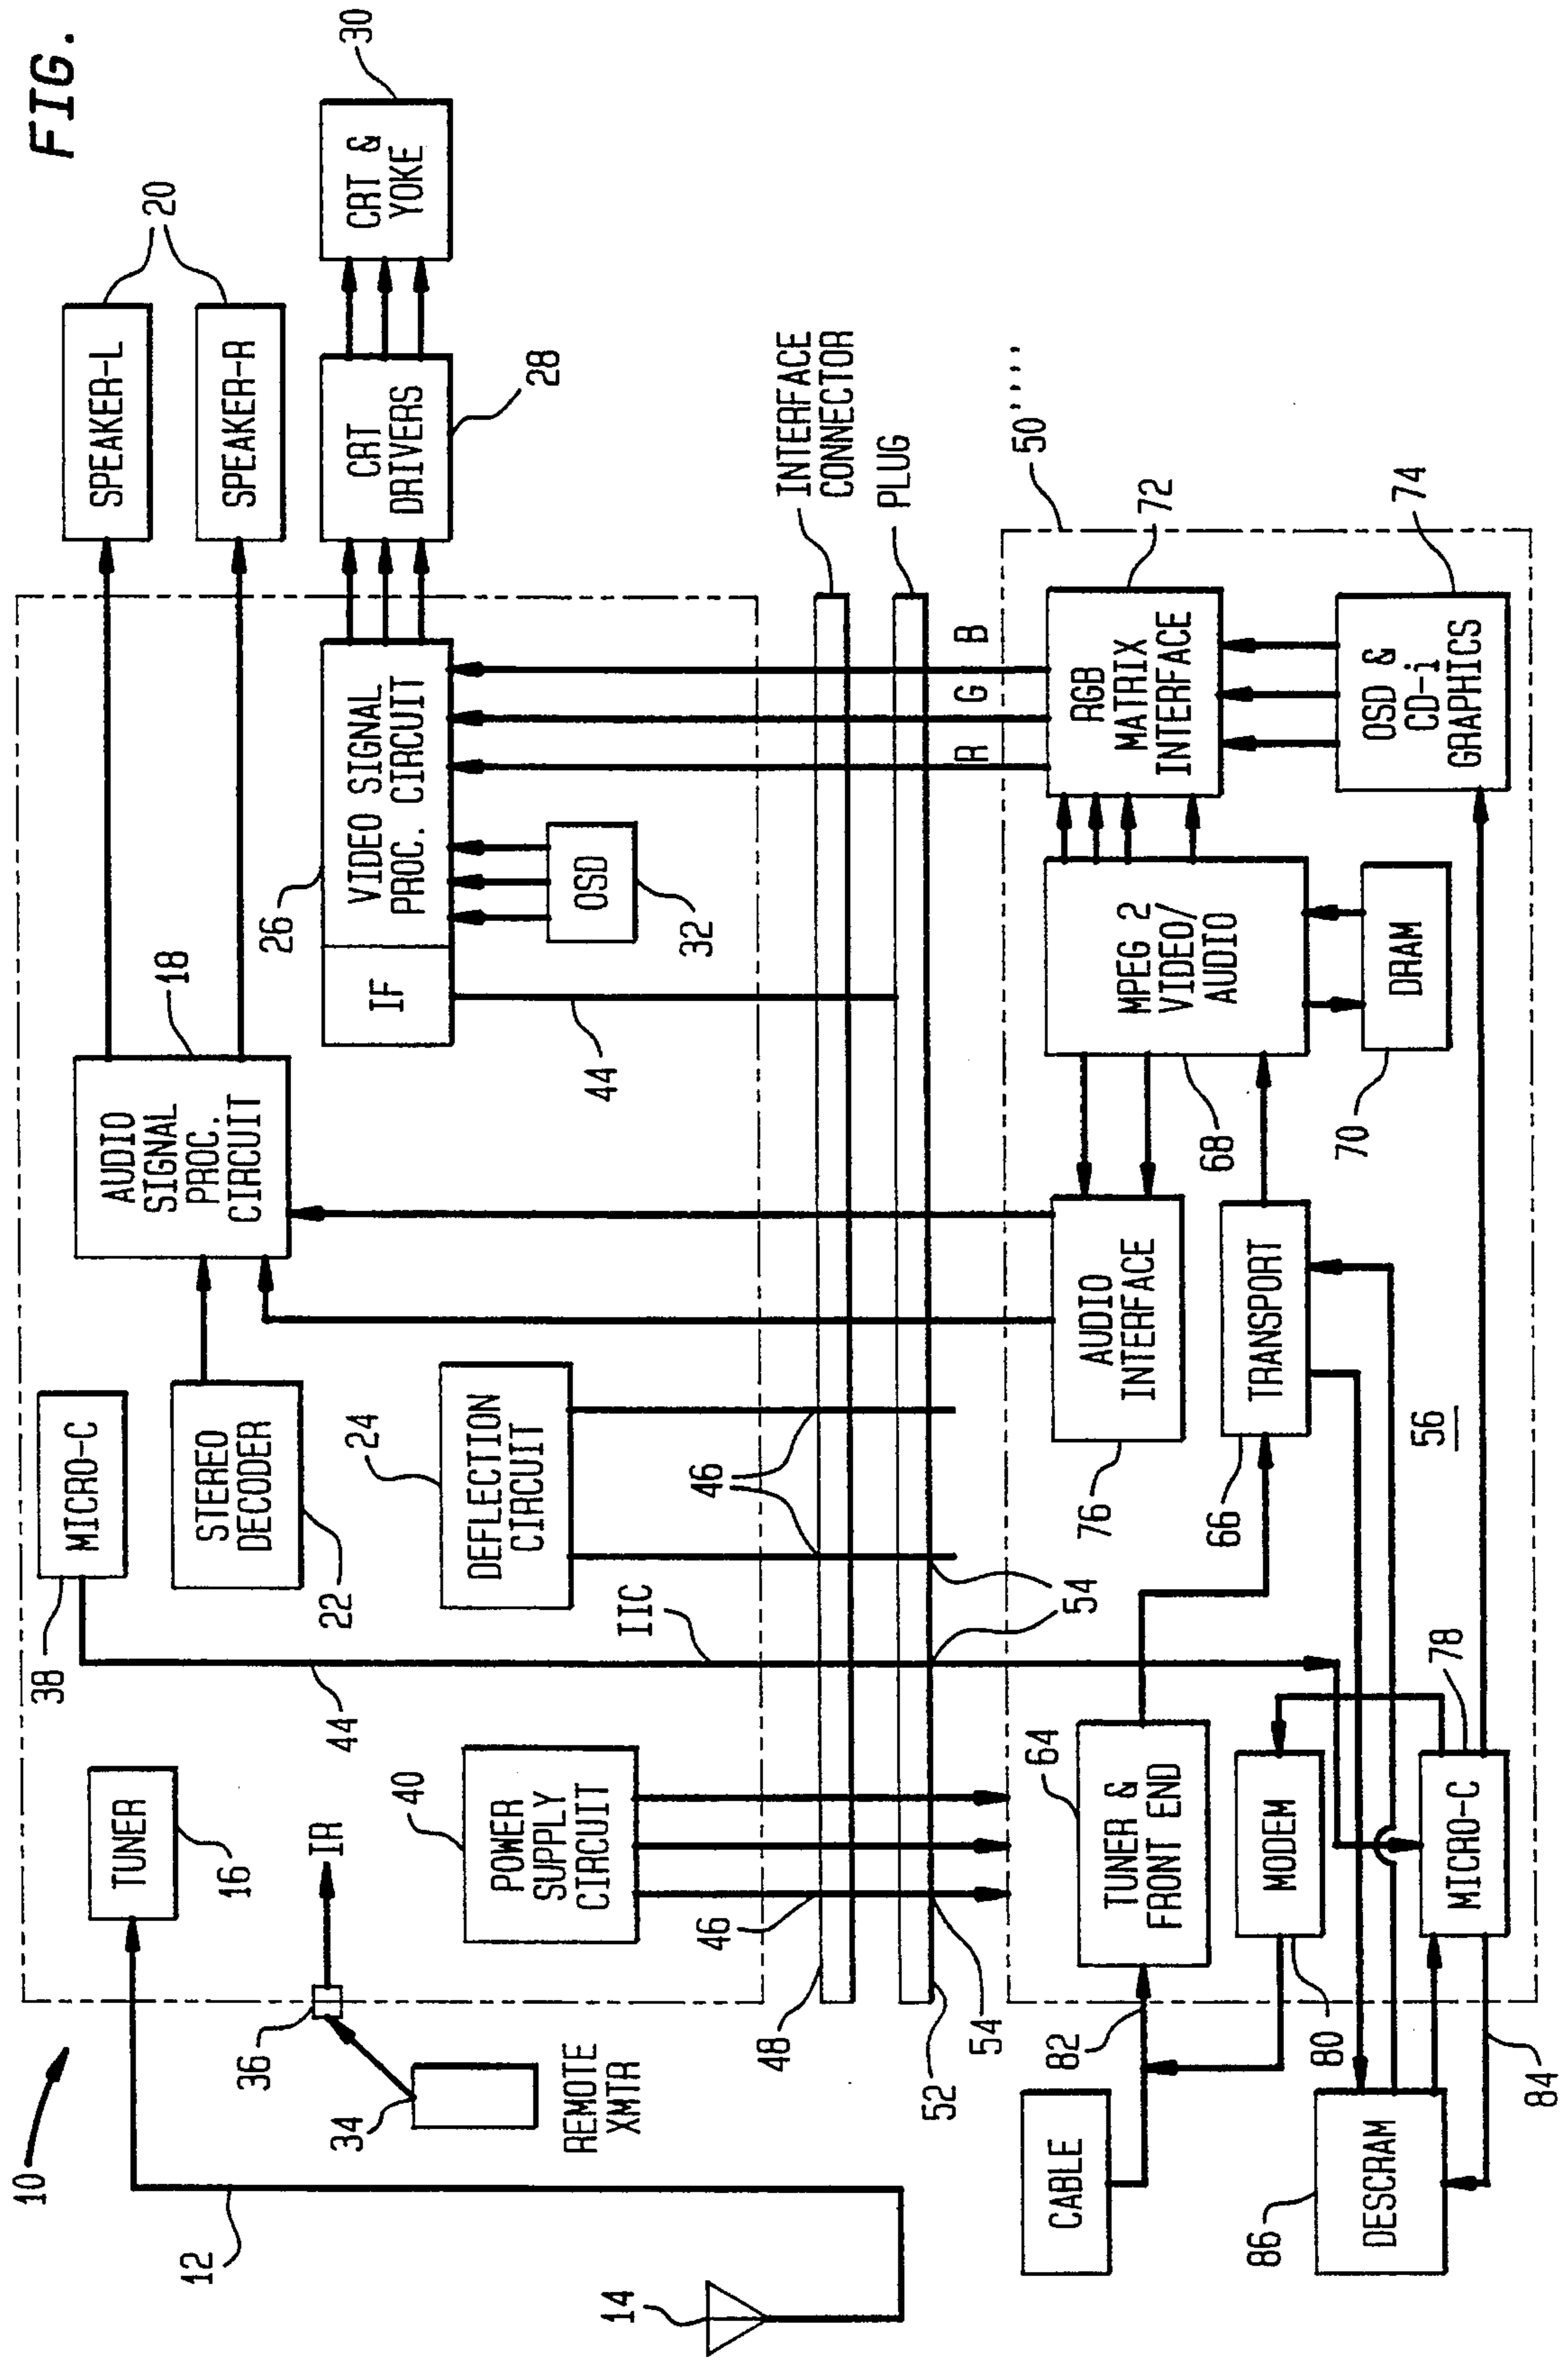 FIG.
10
12
14
TUNER
16
34
36
IR
REMOTE
XMTR
38
MICRO-C
44
IIC
STEREO
DECODER
22
AUDIO
SIGNAL
PROC.
CIRCUIT
18
SPEAKER-L
SPEAKER-R
20
POWER
SUPPLY
CIRCUIT
40
DEFLECTION
CIRCUIT
24
IF
VIDEO SIGNAL
PROC. CIRCUIT
26
OSD
32
44
CRT
DRIVERS
28
CRT &
YOKE
30
46
46
48
INTERFACE
CONNECTOR
52
54
54
PLUG
R
G
B
50'''''
CABLE
82
TUNER &
FRONT END
64
AUDIO
INTERFACE
76
MPEG 2
VIDEO/
AUDIO
68
RGB
MATRIX
INTERFACE
72
TRANSPORT
66
DRAM
70
OSD &
CD-i
GRAPHICS
74
MODEM
80
56
MICRO-C
78
84
DESCRAM
86